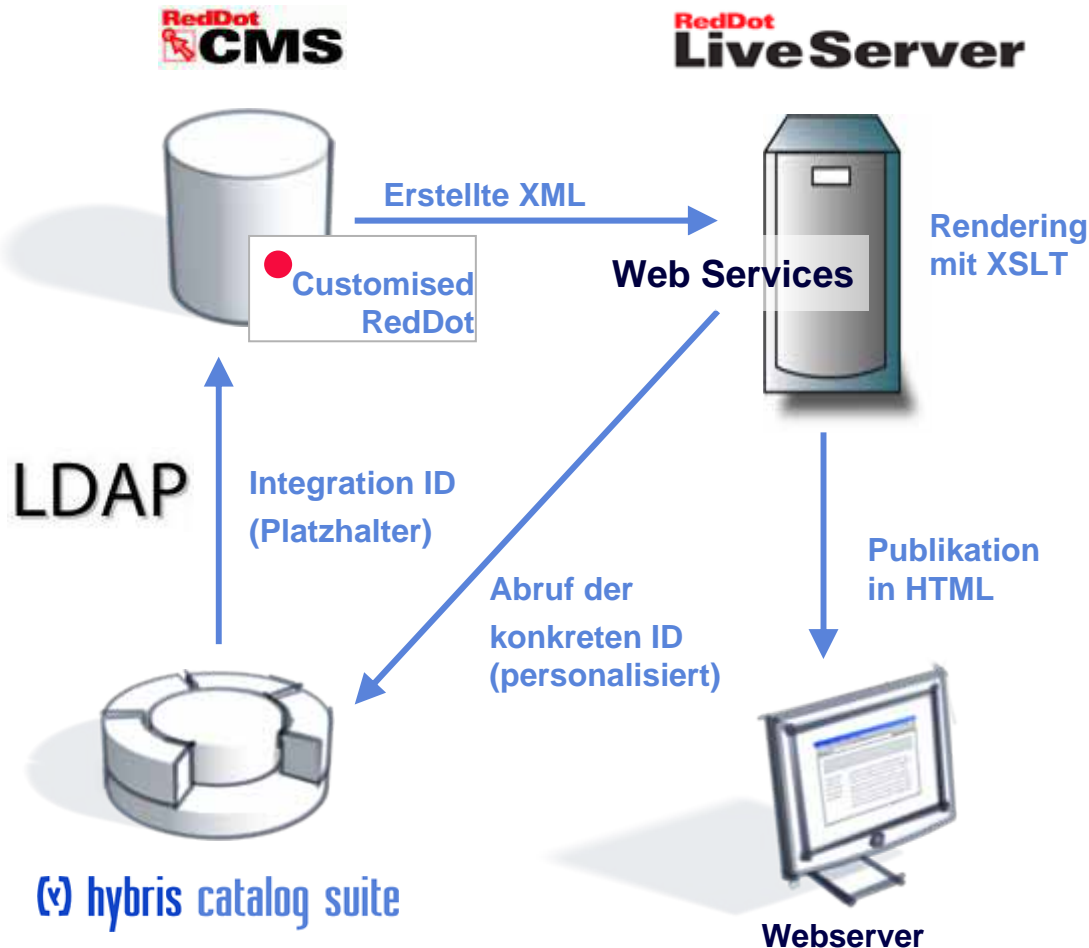 RedDot
CMS
RedDot
LiveServer
Erstellte XML
Rendering
mit XSLT
Customised
RedDot
Web Services
LDAP
Integration ID
(Platzhalter)
Abruf der
konkreten ID
(personalisiert)
Publikation
in HTML
hybris catalog suite
Webserver